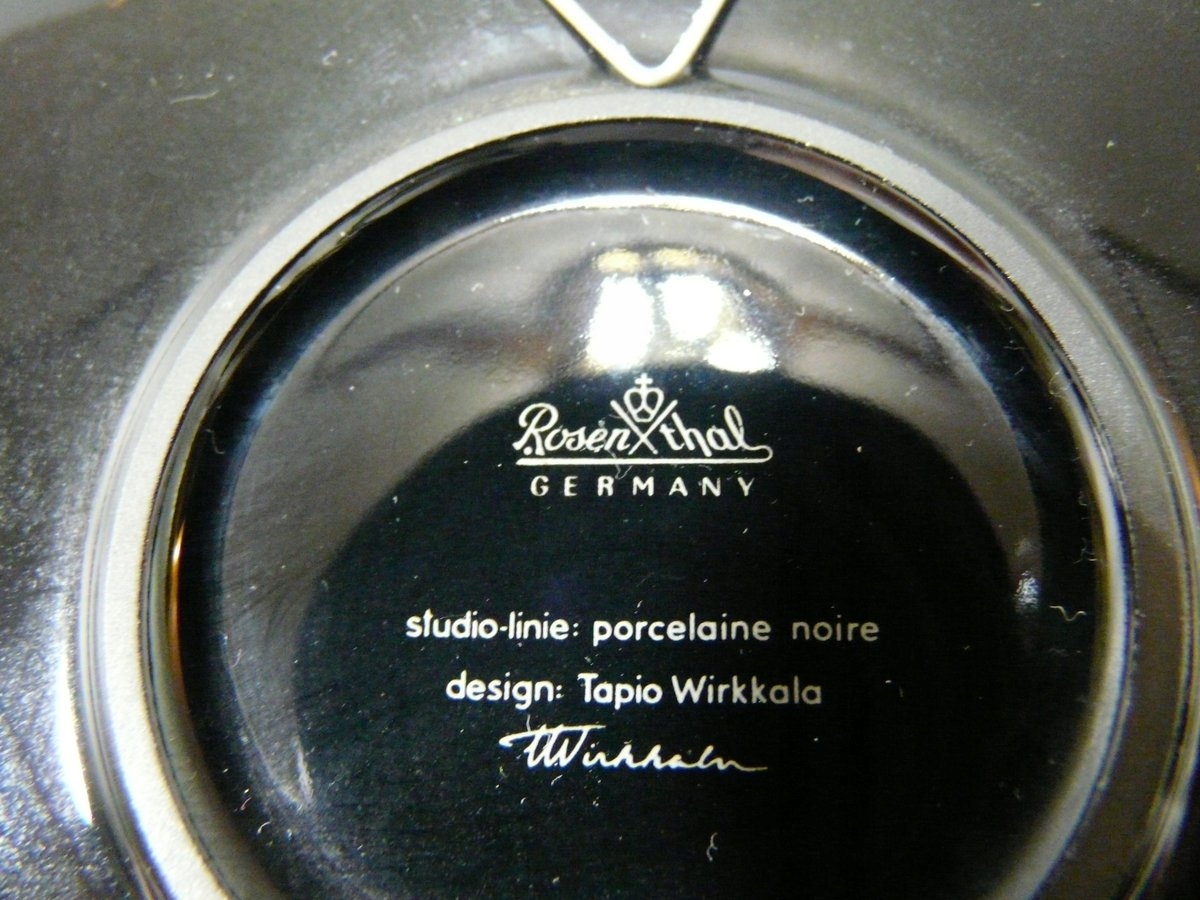 Rosenthal
GERMANY
studio-linie: porcelaine noire
design: Tapio Wirkkala
TWirkkala